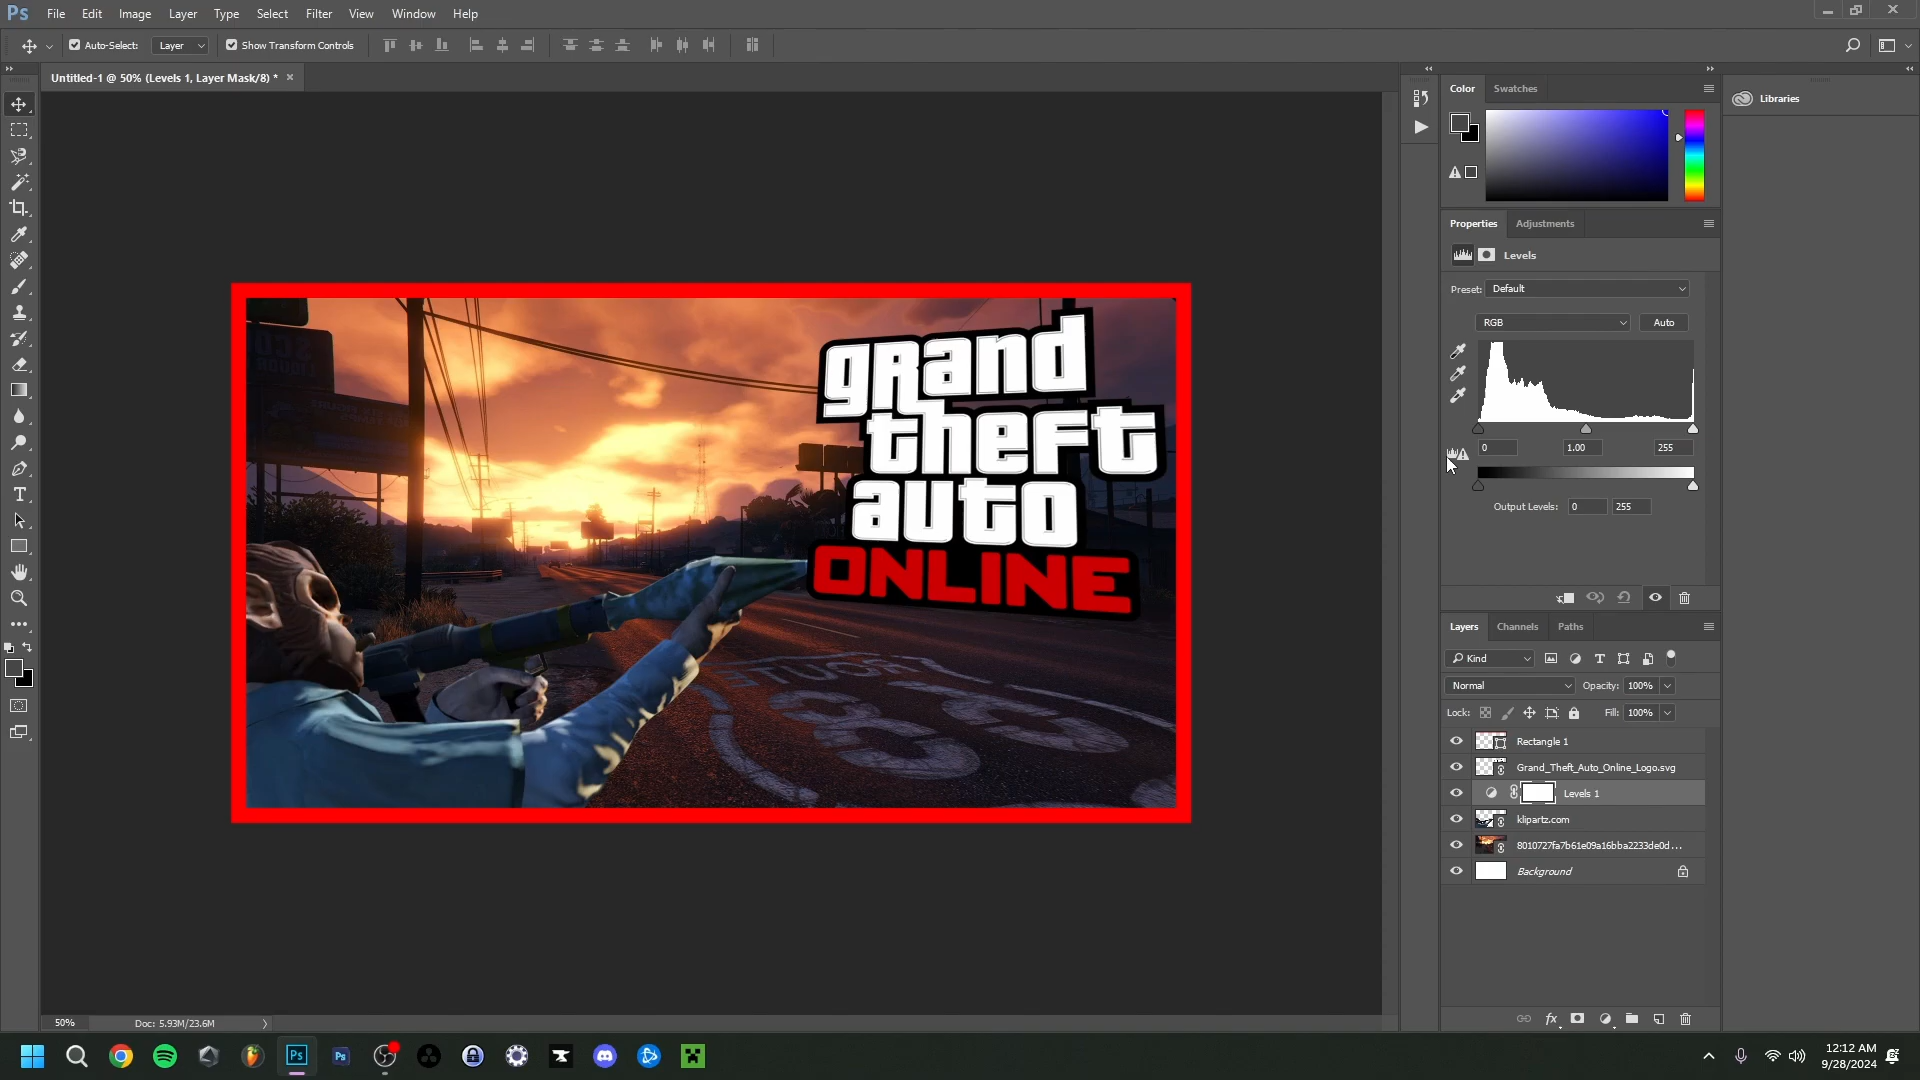 Ps File Edit Image Layer Type Select Filter View Window Help
Auto-Select: Layer Show Transform Controls
Untitled-1 @ 50% (Levels 1, Layer Mask/8) * ×
Color Swatches
Libraries
Properties Adjustments
Levels
Preset: Default
RGB Auto
0 1.00 255
Output Levels: 0 255
grand
theft
auto
ONLINE
Layers Channels Paths
Kind
Normal Opacity: 100%
Lock: Fill: 100%
Rectangle 1
Grand_Theft_Auto_Online_Logo.svg
Levels 1
klipartz.com
8010727fa7b61e09a16bba2233de0d...
Background
50% Doc: 5.93M/23.6M
fx
Ps Ps
12:12 AM
9/28/2024